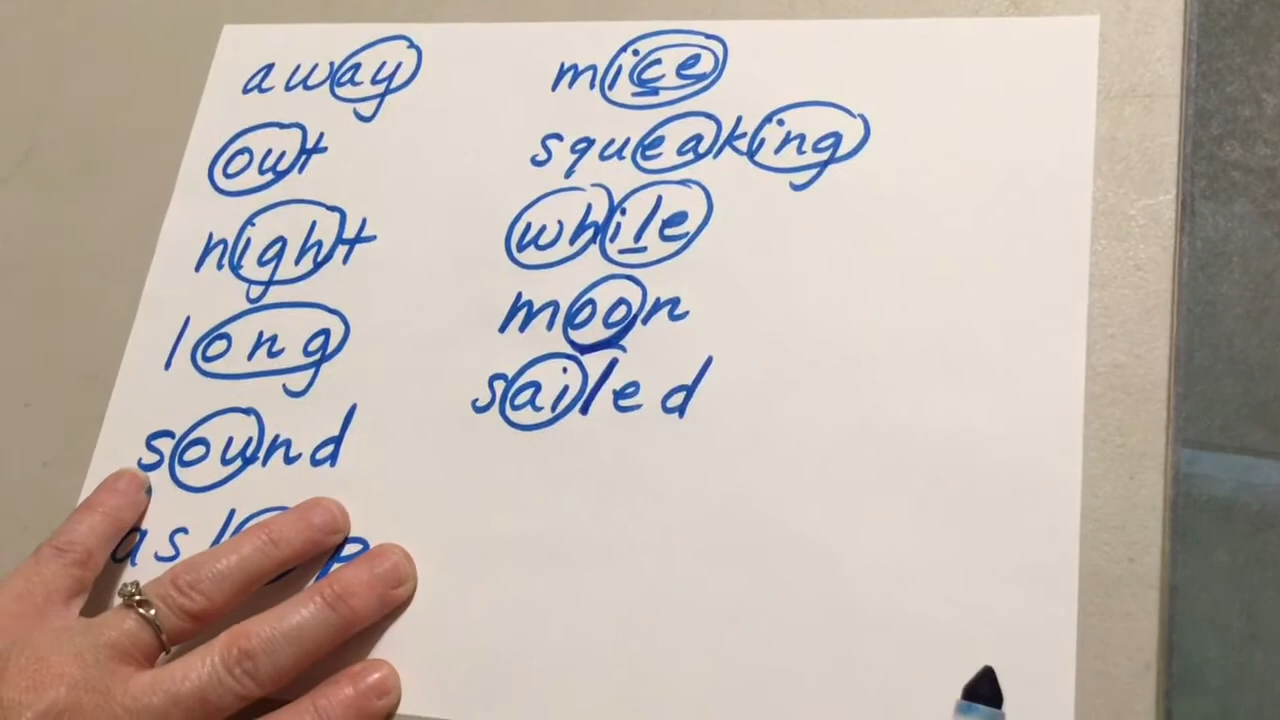 away
out
night
long
sound
mice
squeaking
while
moon
sailed